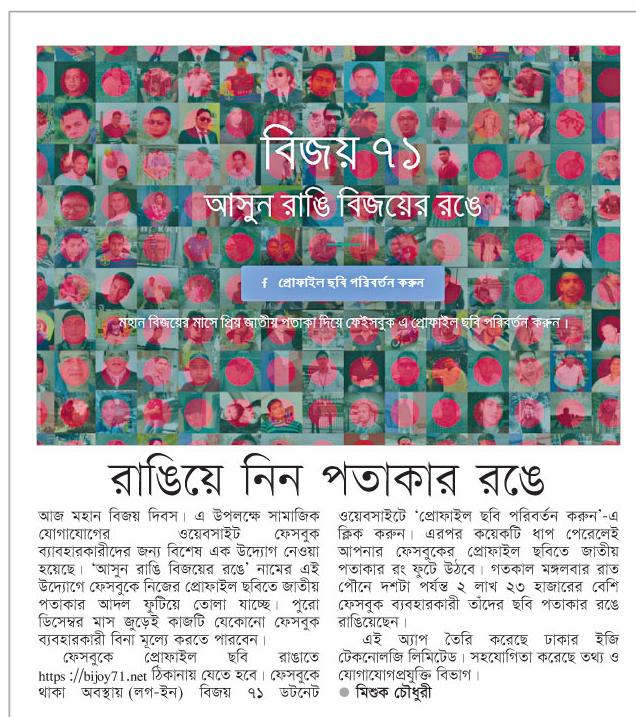 বিজয় ৭১
আসুন রাঙি বিজয়ের রঙে
f প্রোফাইল ছবি পরিবর্তন করুন
মহান বিজয়ের মাসে প্রিয় জাতীয় পতাকা দিয়ে ফেইসবুক এ প্রোফাইল ছবি পরিবর্তন করুন।
রাঙিয়ে নিন পতাকার রঙে
আজ মহান বিজয় দিবস। এ উপলক্ষে সামাজিক
যোগাযোগের ওয়েবসাইট ফেসবুক
ব্যাবহারকারীদের জন্য বিশেষ এক উদ্যোগ নেওয়া
হয়েছে। ‘আসুন রাঙি বিজয়ের রঙে’ নামের এই
উদ্যোগে ফেসবুকে নিজের প্রোফাইল ছবিতে জাতীয়
পতাকার আদল ফুটিয়ে তোলা যাচ্ছে। পুরো
ডিসেম্বর মাস জুড়েই কাজটি যেকোনো ফেসবুক
ব্যবহারকারী বিনা মূল্যে করতে পারবেন।
ফেসবুকে প্রোফাইল ছবি রাঙাতে
https ://bijoy71.net ঠিকানায় যেতে হবে। ফেসবুকে
থাকা অবস্থায় (লগ-ইন) বিজয় ৭১ ডটনেট
ওয়েবসাইটে ‘প্রোফাইল ছবি পরিবর্তন করুন’-এ
ক্লিক করুন। এরপর কয়েকটি ধাপ পেরোলেই
আপনার ফেসবুকের প্রোফাইল ছবিতে জাতীয়
পতাকার রং ফুটে উঠবে। গতকাল মঙ্গলবার রাত
পৌনে দশটা পর্যন্ত ২ লাখ ২৩ হাজারের বেশি
ফেসবুক ব্যবহারকারী তাঁদের ছবি পতাকার রঙে
রাঙিয়েছেন।
এই অ্যাপ তৈরি করেছে ঢাকার ইজি
টেকনোলজি লিমিটেড। সহযোগিতা করেছে তথ্য ও
যোগাযোগপ্রযুক্তি বিভাগ।
● মিশুক চৌধুরী